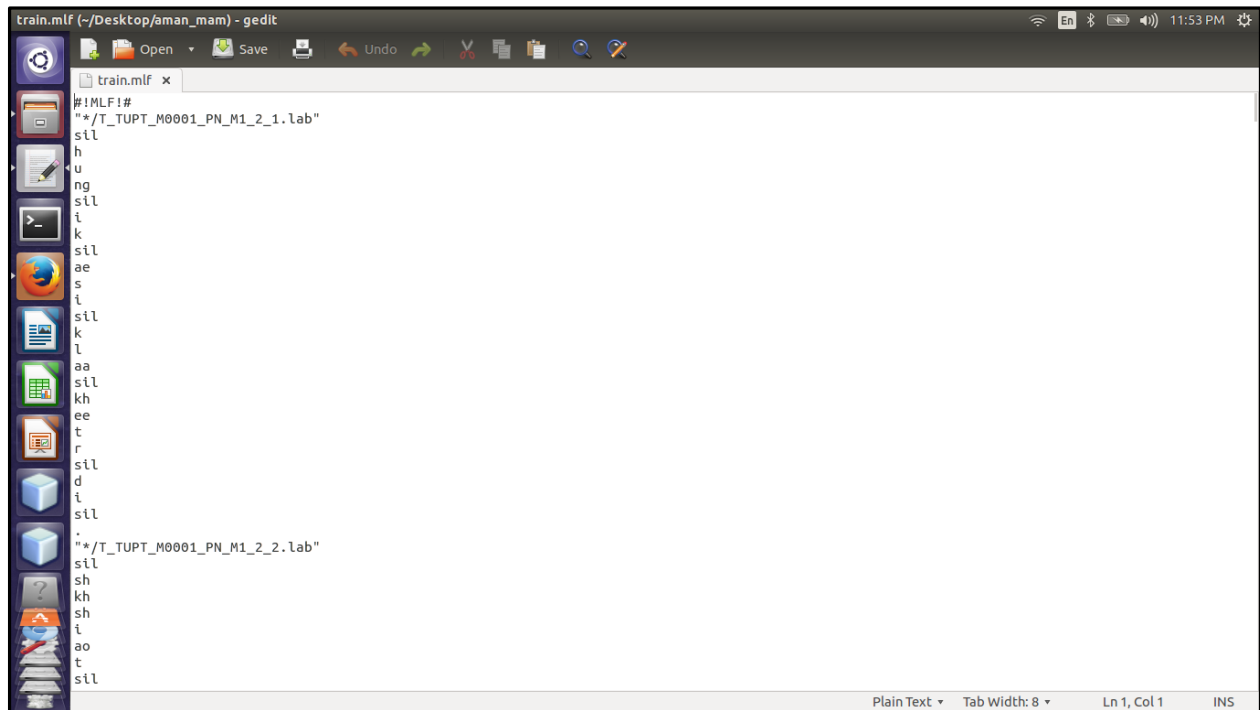 train.mlf (~/Desktop/aman_mam) - gedit
En
11:53 PM
Open
Save
Undo
train.mlf x
#!MLF!#
"*/T_TUPT_M0001_PN_M1_2_1.lab"
sil
h
u
ng
sil
i
k
sil
ae
s
i
sil
k
l
aa
sil
kh
ee
t
r
sil
d
i
sil
.
"*/T_TUPT_M0001_PN_M1_2_2.lab"
sil
sh
kh
sh
i
ao
t
sil
Plain Text
Tab Width: 8
Ln 1, Col 1
INS